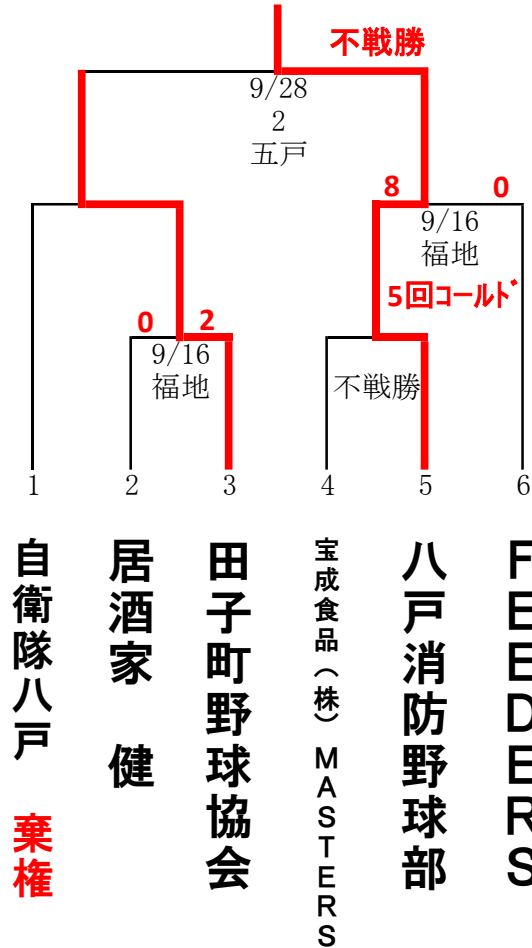 不戦勝
9/28
2
五戸
8
0
9/16
福地
5回コールド
0
2
9/16
福地
不戦勝
1
2
3
4
5
6
自衛隊八戸 棄権
居酒家 健
田子町野球協会
宝成食品（株）MASTERS
八戸消防野球部
FEEDERS